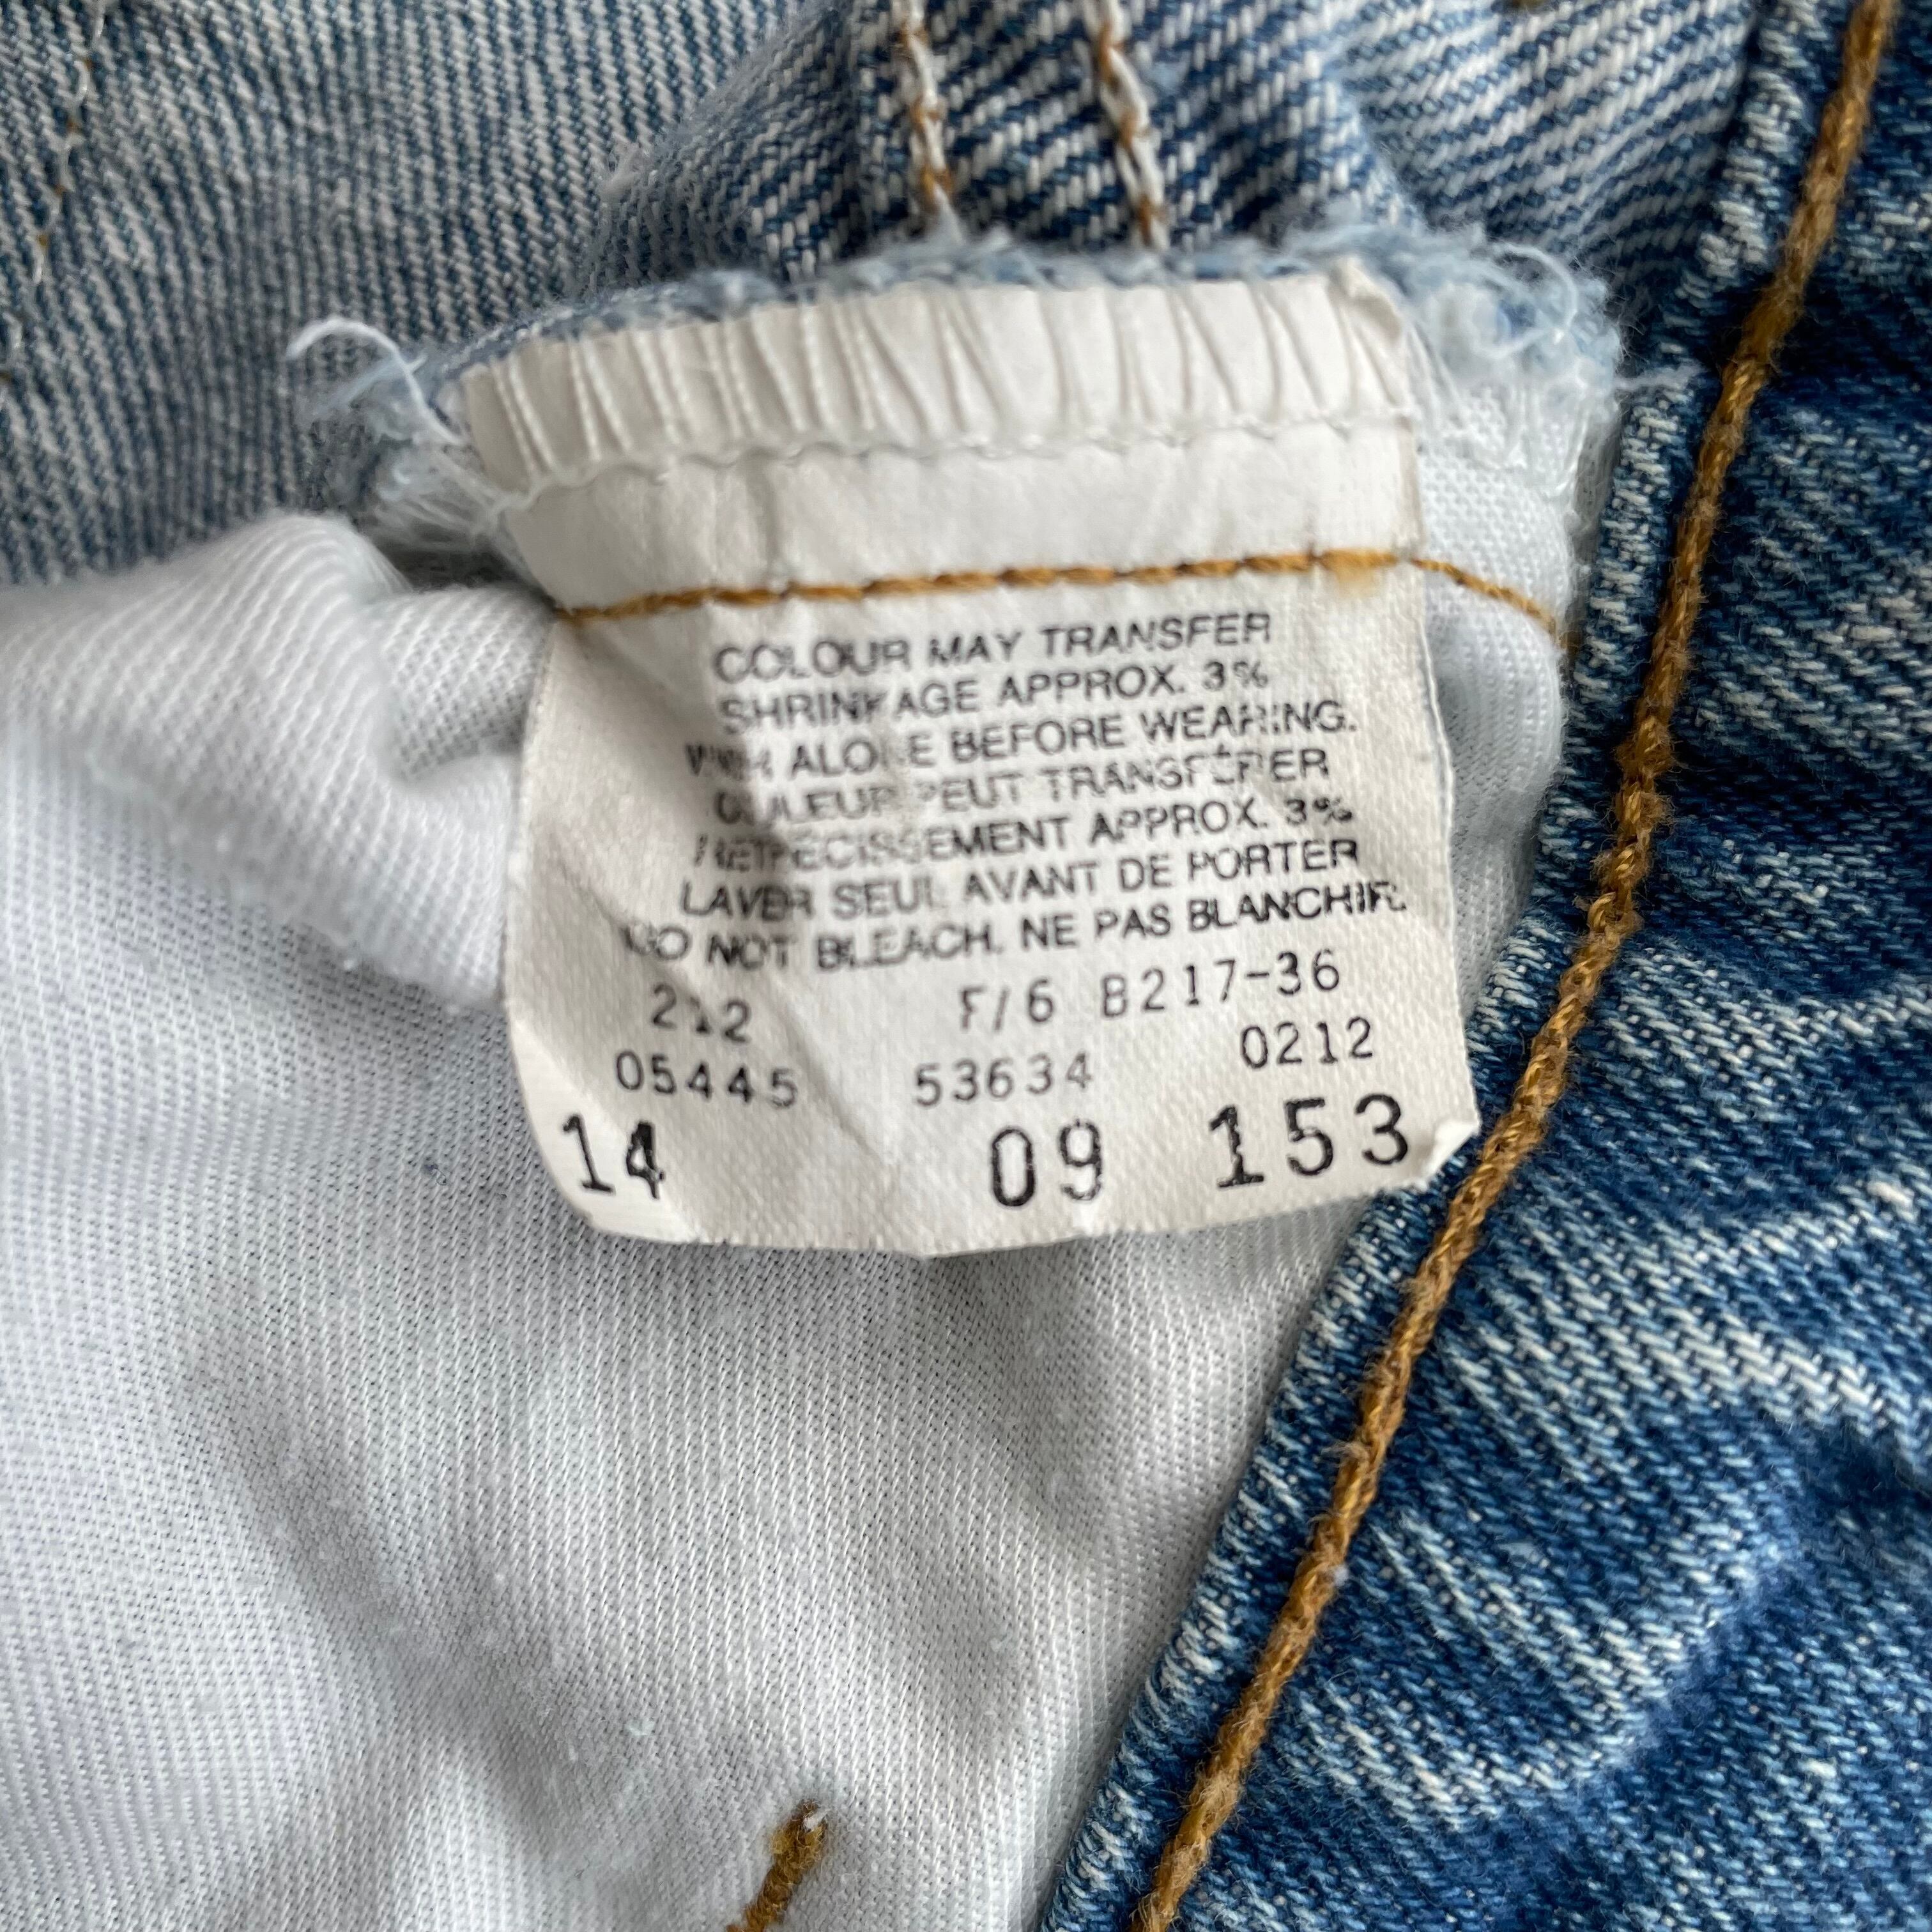 COLOUR MAY TRANSFER
SHRINKAGE APPROX. 3%
WASH ALONE BEFORE WEARING.
COULEUR PEUT TRANSFÉRER
RETRECISSEMENT APPROX. 3%
LAVER SEUL AVANT DE PORTER
DO NOT BLEACH. NE PAS BLANCHIR.
212 F/6 B217-36
05445 53634 0212
14 09 153